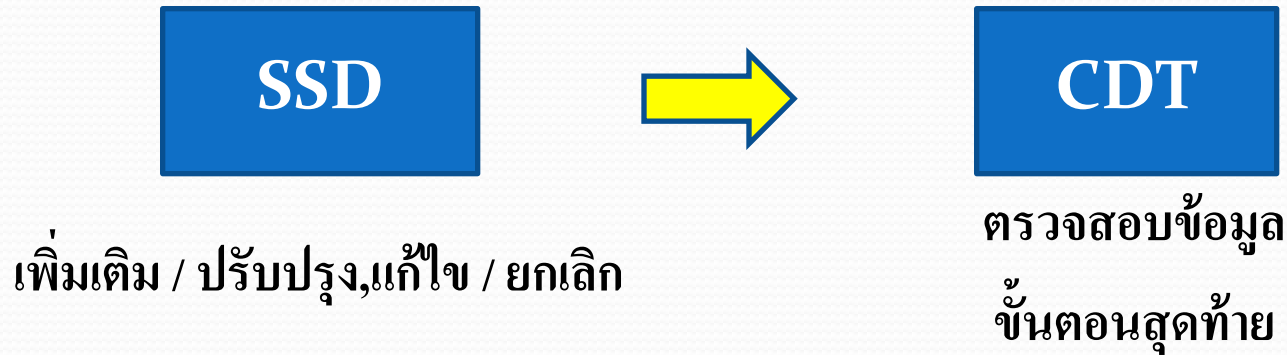 SSD
CDT
เพิ่มเติม / ปรับปรุง,แก้ไข / ยกเลิก
ตรวจสอบข้อมูล
ขั้นตอนสุดท้าย